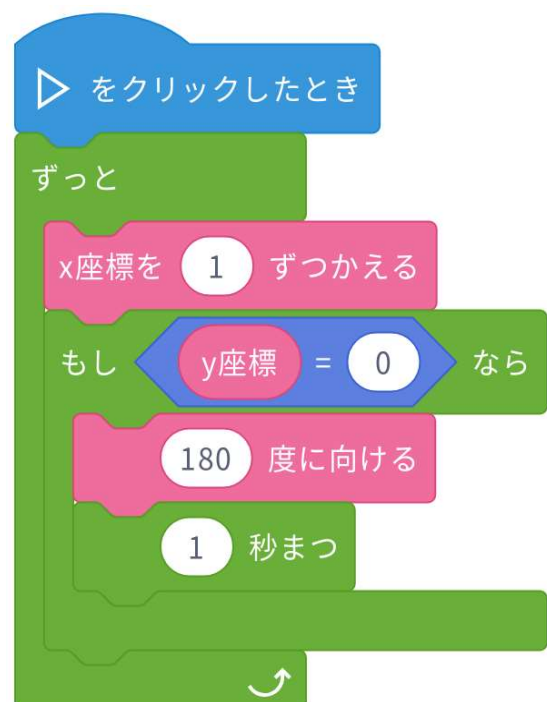 をクリックしたとき
ずっと
x座標を 1 ずつかえる
もし y座標 = 0 なら
180 度に向ける
1 秒まつ